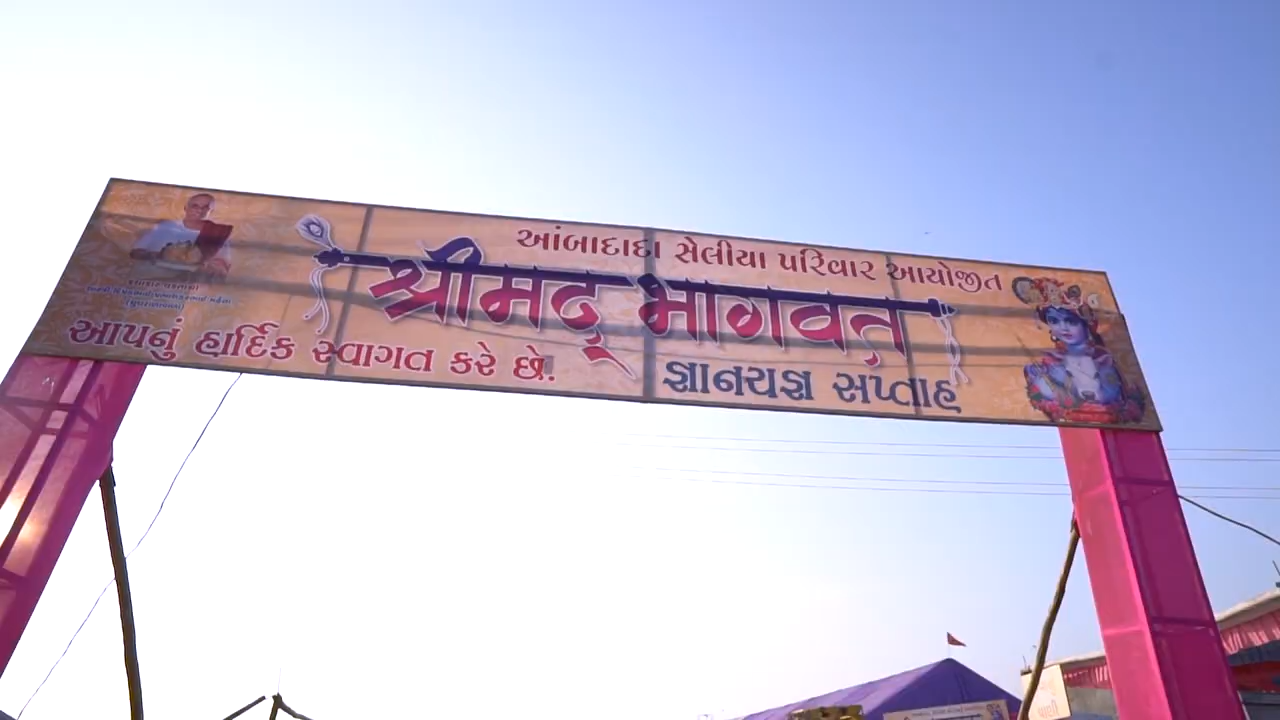 આંબાદાદા સેલીયા પરિવાર આયોજીત
શ્રીમદ્ ભાગવત
જ્ઞાનયજ્ઞ સપ્તાહ
આપનું હાર્દિક સ્વાગત કરે છે.